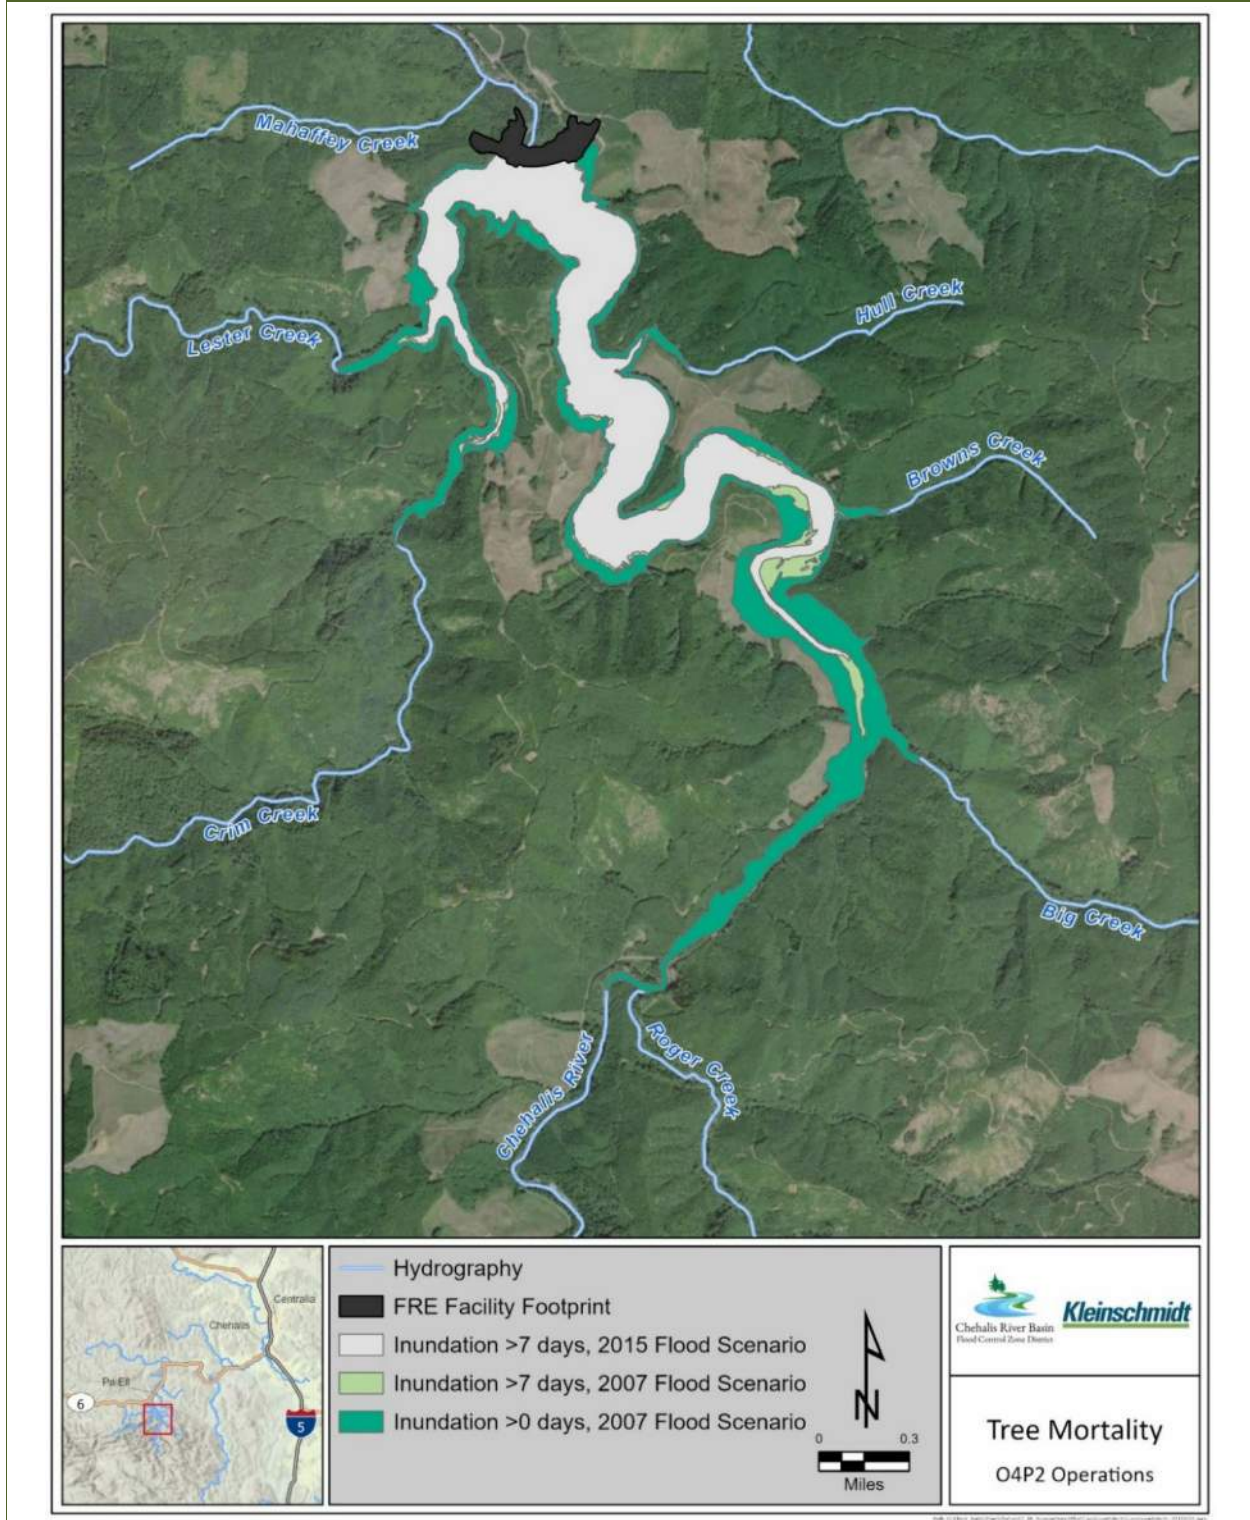 Mahaffey Creek
Hull Creek
Lester Creek
Browns Creek
Crim Creek
Big Creek
Roger Creek
Chehalis River
Centralia
Chehalis
Pe Ell
6
5
Hydrography
FRE Facility Footprint
Inundation >7 days, 2015 Flood Scenario
Inundation >7 days, 2007 Flood Scenario
Inundation >0 days, 2007 Flood Scenario
N
0 0.3
Miles
Chehalis River Basin
Flood Control Zone District
Kleinschmidt
Tree Mortality
O4P2 Operations